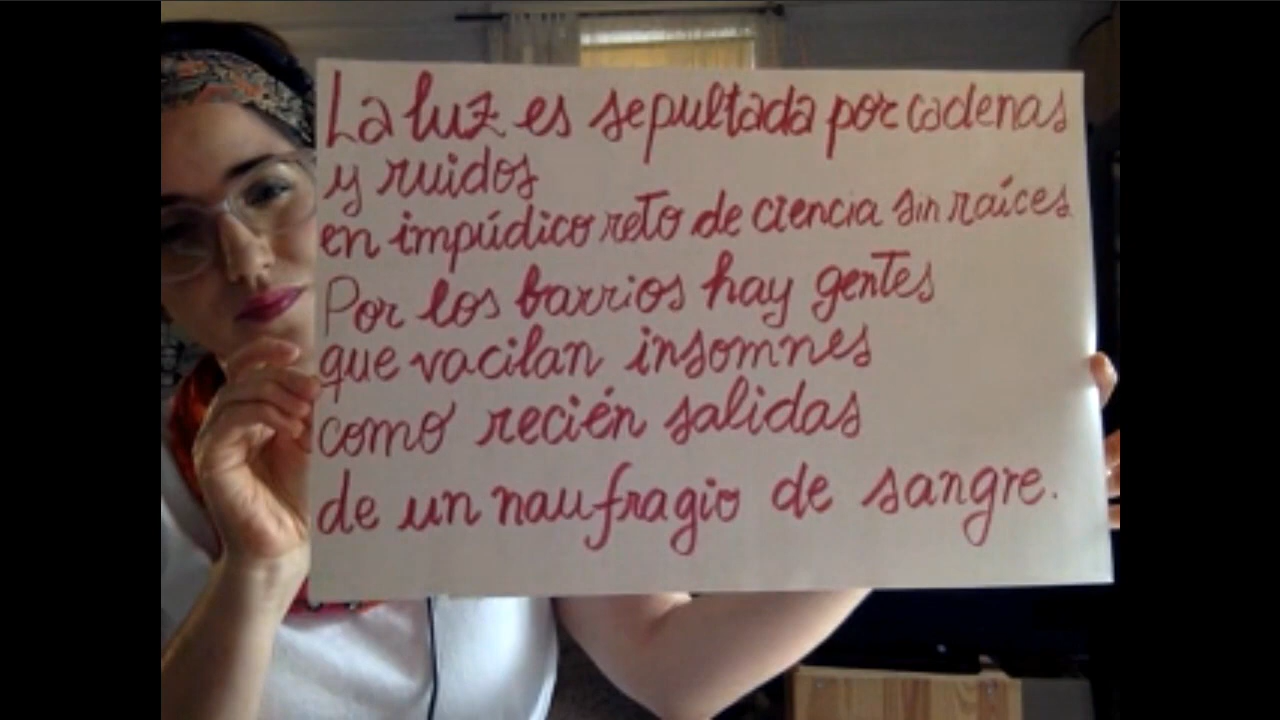 La luz es sepultada por cadenas
y ruidos
en impúdico reto de ciencia sin raíces.
Por los barrios hay gentes
que vacilan insomnes
como recién salidas
de un naufragio de sangre.